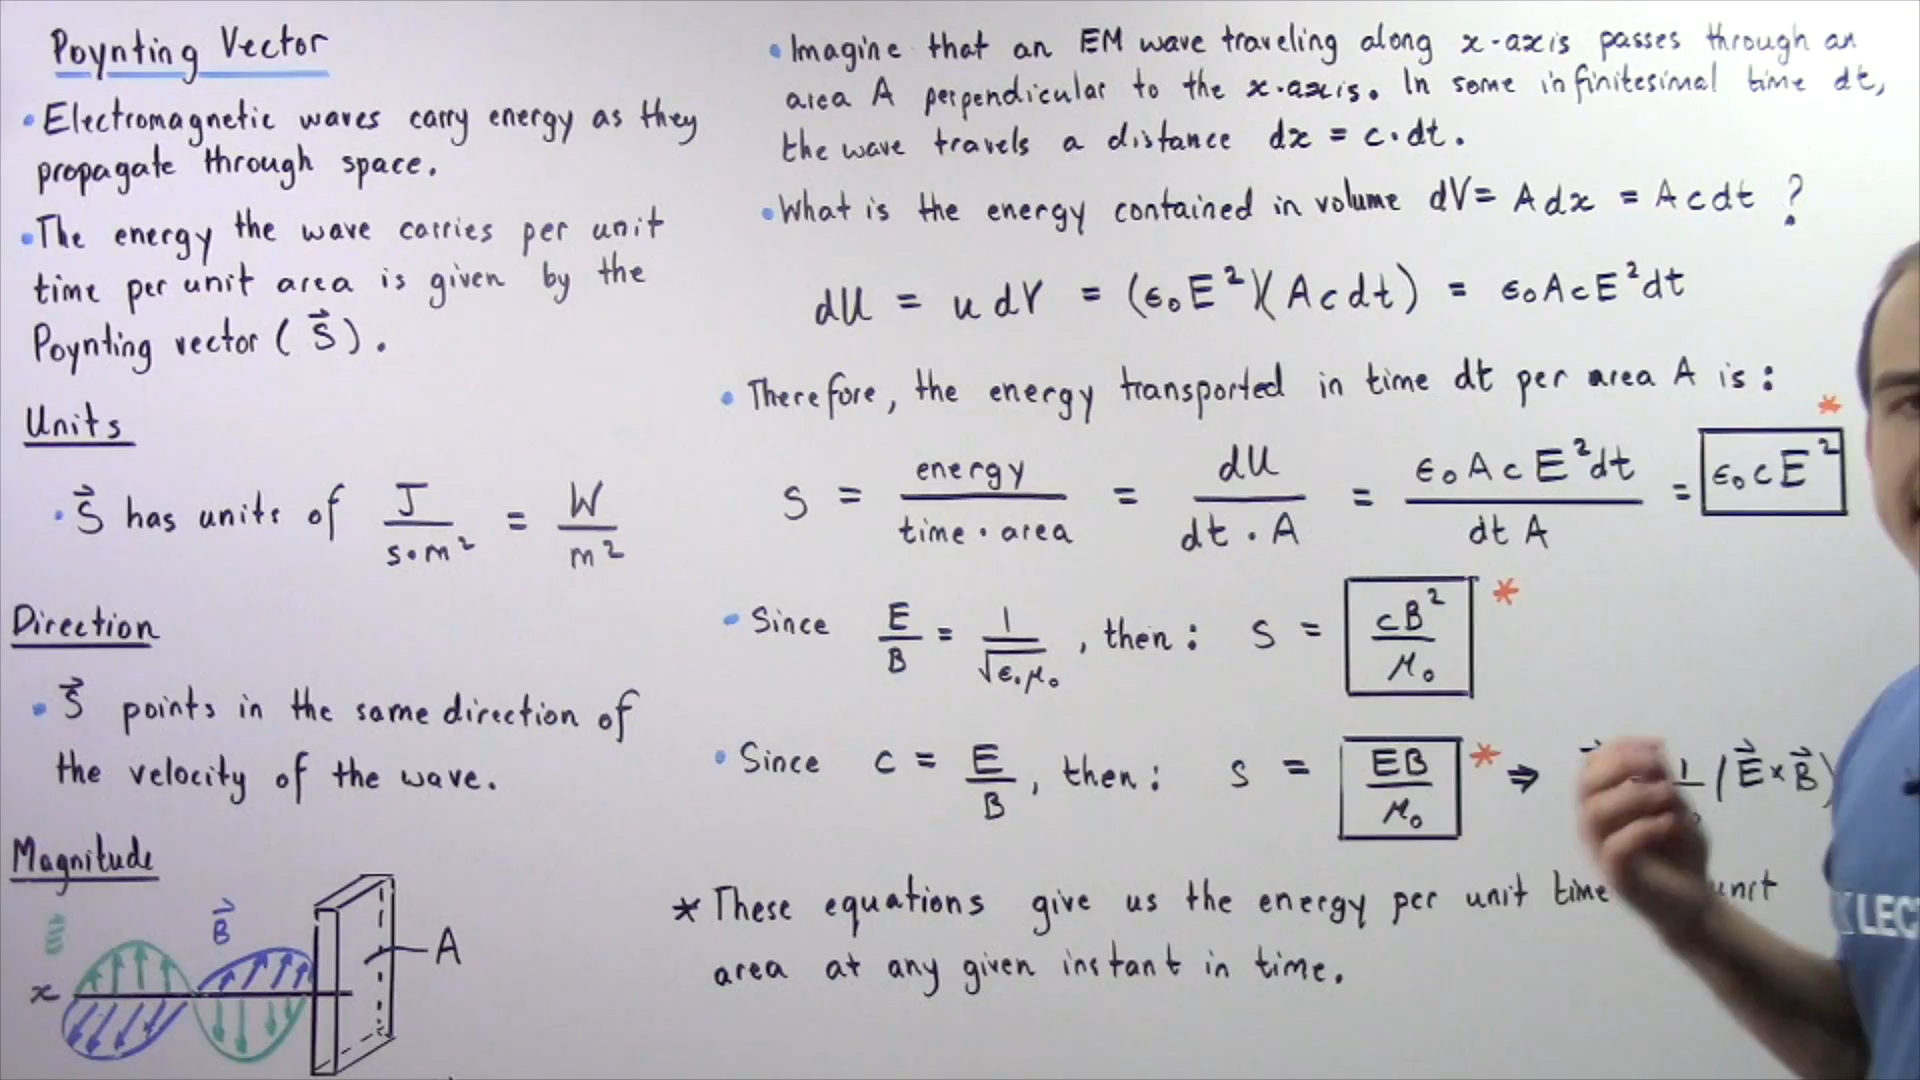 Poynting Vector
• Electromagnetic waves carry energy as they
propagate through space.
• The energy the wave carries per unit
time per unit area is given by the
Poynting vector ( S⃗ ).
Units
• S⃗ has units of J/(s·m²) = W/m²
Direction
• S⃗ points in the same direction of
the velocity of the wave.
Magnitude
B⃗
A
x
• Imagine that an EM wave traveling along x-axis passes through an
area A perpendicular to the x-axis. In some infinitesimal time dt,
the wave travels a distance dx = c·dt.
• What is the energy contained in volume dV = A dx = A c dt ?
dU = u dV = (ϵ₀E²)(A c dt) = ϵ₀AcE²dt
• Therefore, the energy transported in time dt per area A is :
S = energy/(time · area) = dU/(dt · A) = ϵ₀AcE²dt/(dt A) = ϵ₀cE² *
• Since E/B = 1/√(ϵ₀μ₀) , then : S = cB²/μ₀ *
• Since c = E/B , then : S = EB/μ₀ * ⇒ 1 (E⃗ × B⃗)
* These equations give us the energy per unit time unit
area at any given instant in time.
LEC